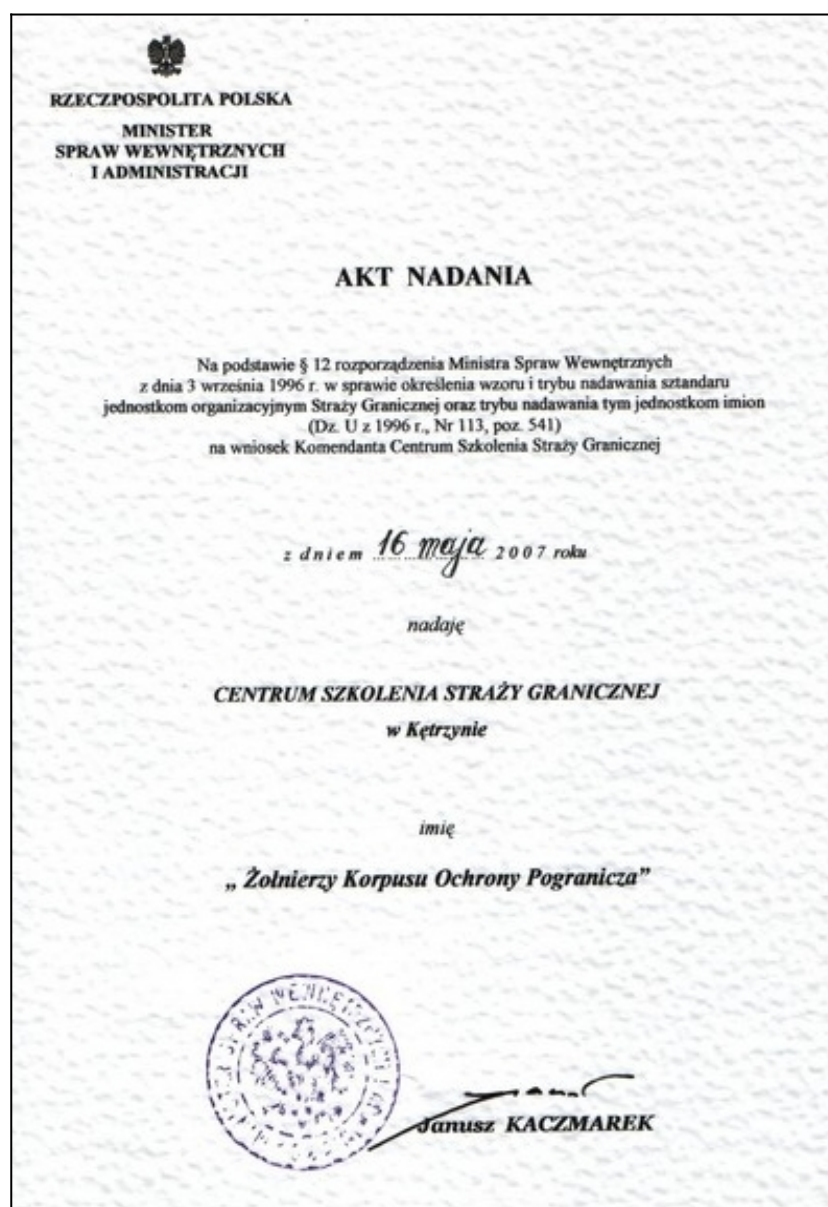 RZECZPOSPOLITA POLSKA
MINISTER
SPRAW WEWNĘTRZNYCH
I ADMINISTRACJI
AKT NADANIA
Na podstawie § 12 rozporządzenia Ministra Spraw Wewnętrznych
z dnia 3 września 1996 r. w sprawie określenia wzoru i trybu nadawania sztandaru
jednostkom organizacyjnym Straży Granicznej oraz trybu nadawania tym jednostkom imion
(Dz. U z 1996 r., Nr 113, poz. 541)
na wniosek Komendanta Centrum Szkolenia Straży Granicznej
z dniem 16 maja 2007 roku
nadaję
CENTRUM SZKOLENIA STRAŻY GRANICZNEJ
w Kętrzynie
imię
„ Żołnierzy Korpusu Ochrony Pogranicza”
SPRAW WEWNĘTRZNYCH I
Janusz KACZMAREK